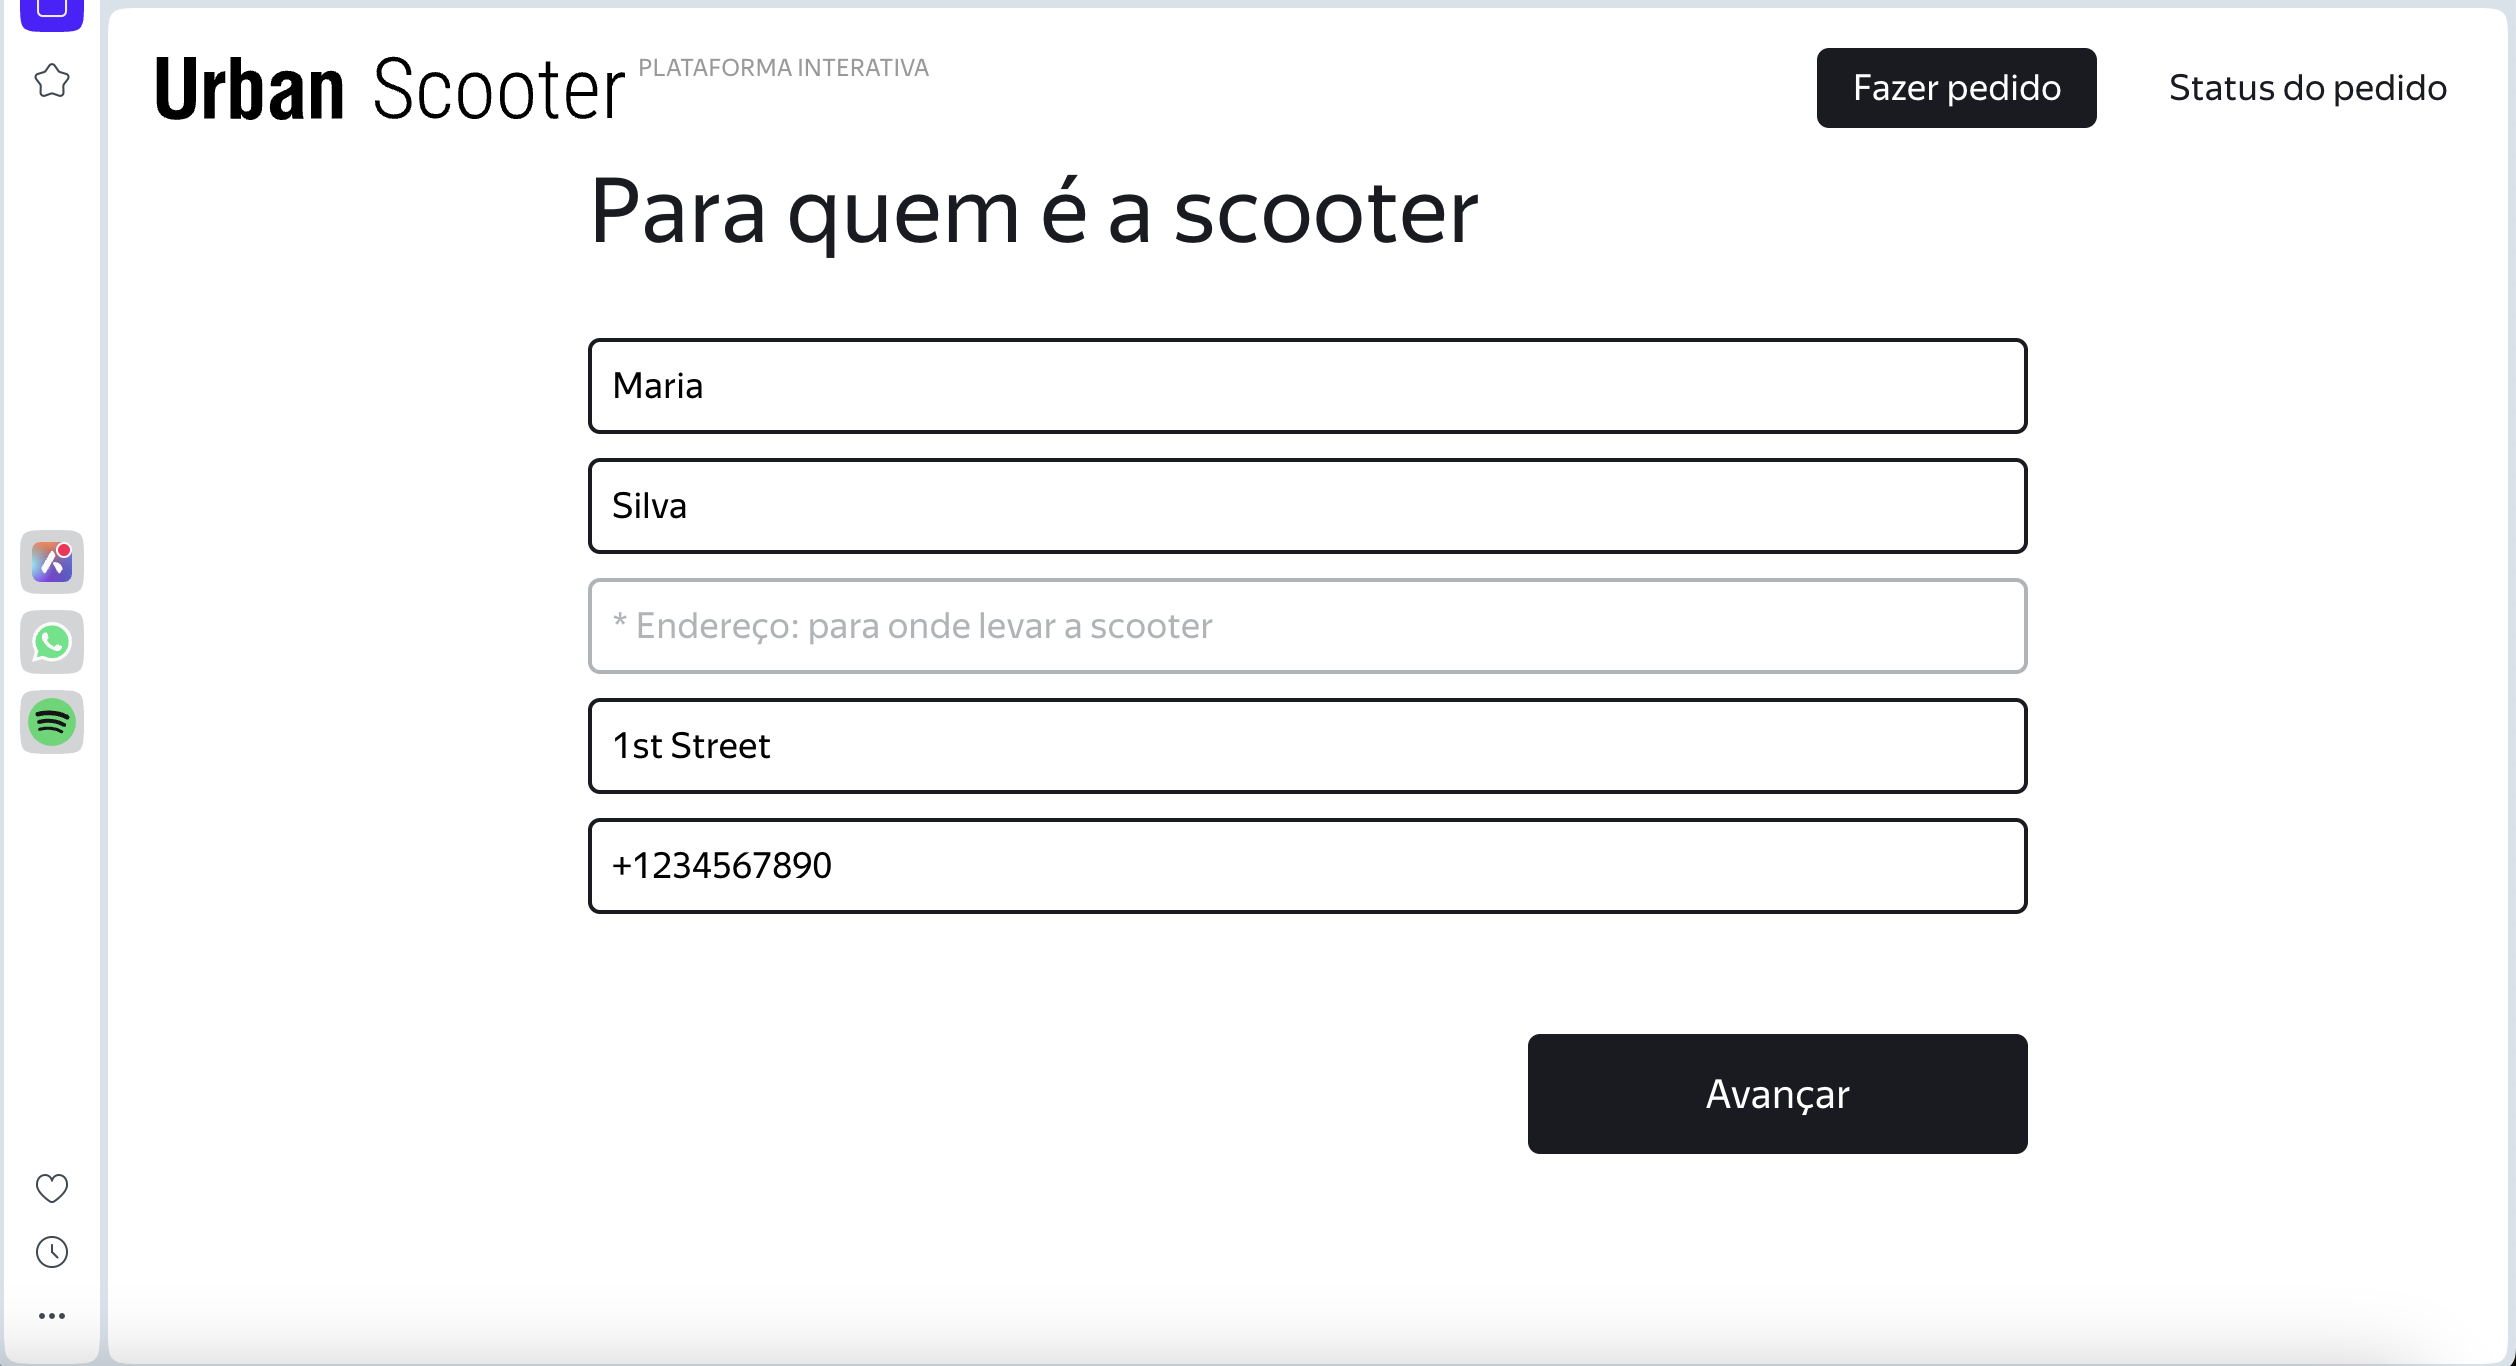 Urban Scooter PLATAFORMA INTERATIVA
Fazer pedido
Status do pedido
Para quem é a scooter
Maria
Silva
* Endereço: para onde levar a scooter
1st Street
+1234567890
Avançar